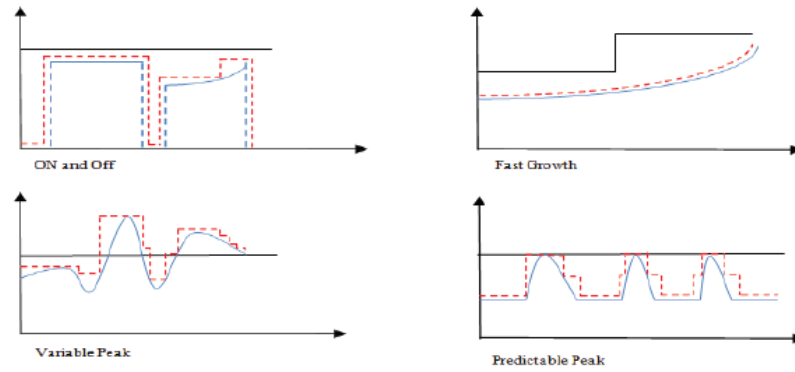 ON and Off
Fast Growth
Variable Peak
Predictable Peak